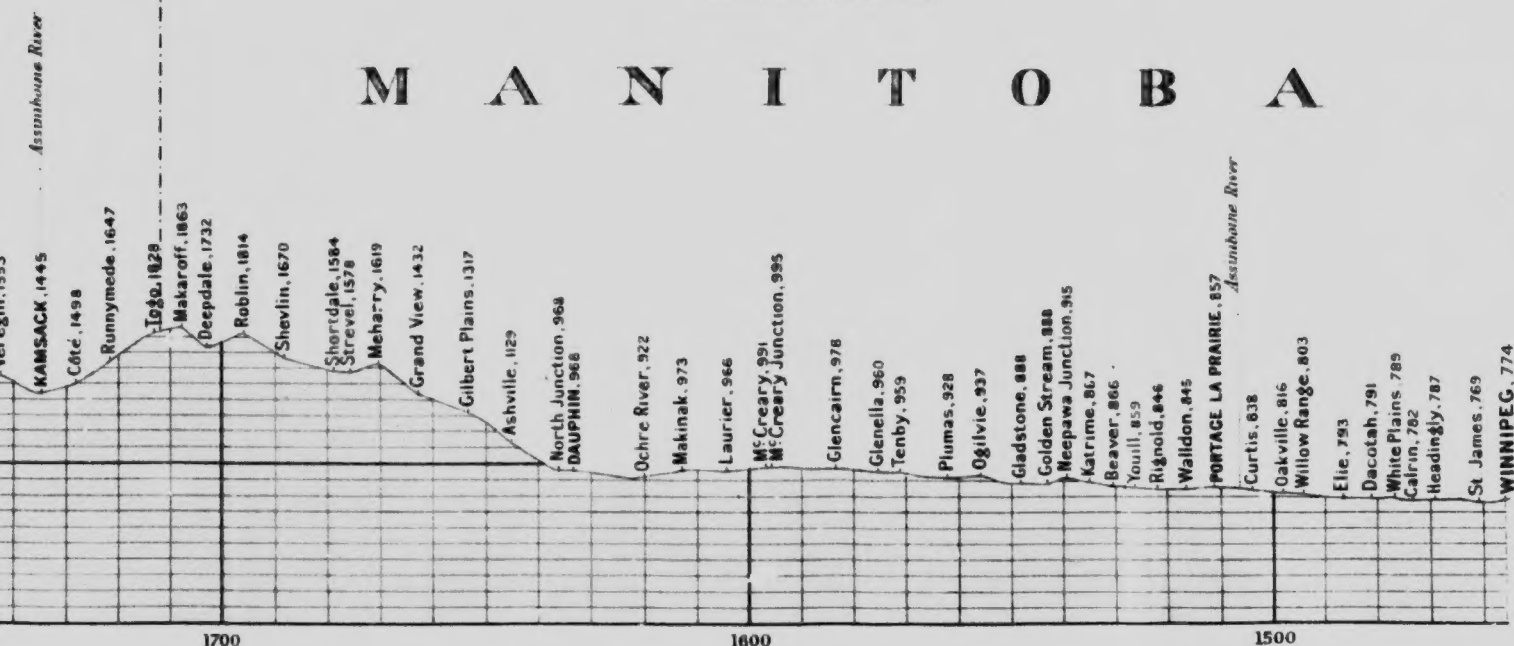 MANITOBA
Assiniboine River
KAMSACK, 1445
Côté, 1498
Runnymede, 1647
Togo, 1828
Makaroff, 1863
Deepdale, 1732
Roblin, 1814
Shevlin, 1670
Shortdale, 1584
Strevel, 1578
Meharry, 1619
Grand View, 1432
Gilbert Plains, 1317
Ashville, 1129
North Junction, 968
DAUPHIN, 968
Ochre River, 922
Makinak, 973
Laurier, 966
McCreary, 991
McCreary Junction, 995
Glencairn, 978
Glenella, 960
Tenby, 959
Plumas, 928
Ogilvie, 937
Gladstone, 888
Golden Stream, 888
Neepawa Junction, 915
Katrime, 867
Beaver, 866
Youill, 859
Rignold, 846
Walldon, 845
PORTAGE LA PRAIRIE, 857
Assiniboine River
Curtis, 838
Oakville, 816
Willow Range, 803
Elie, 793
Dacotah, 791
White Plains, 789
Calrin, 782
Headingly, 787
St. James, 769
WINNIPEG, 774
1700
1600
1500